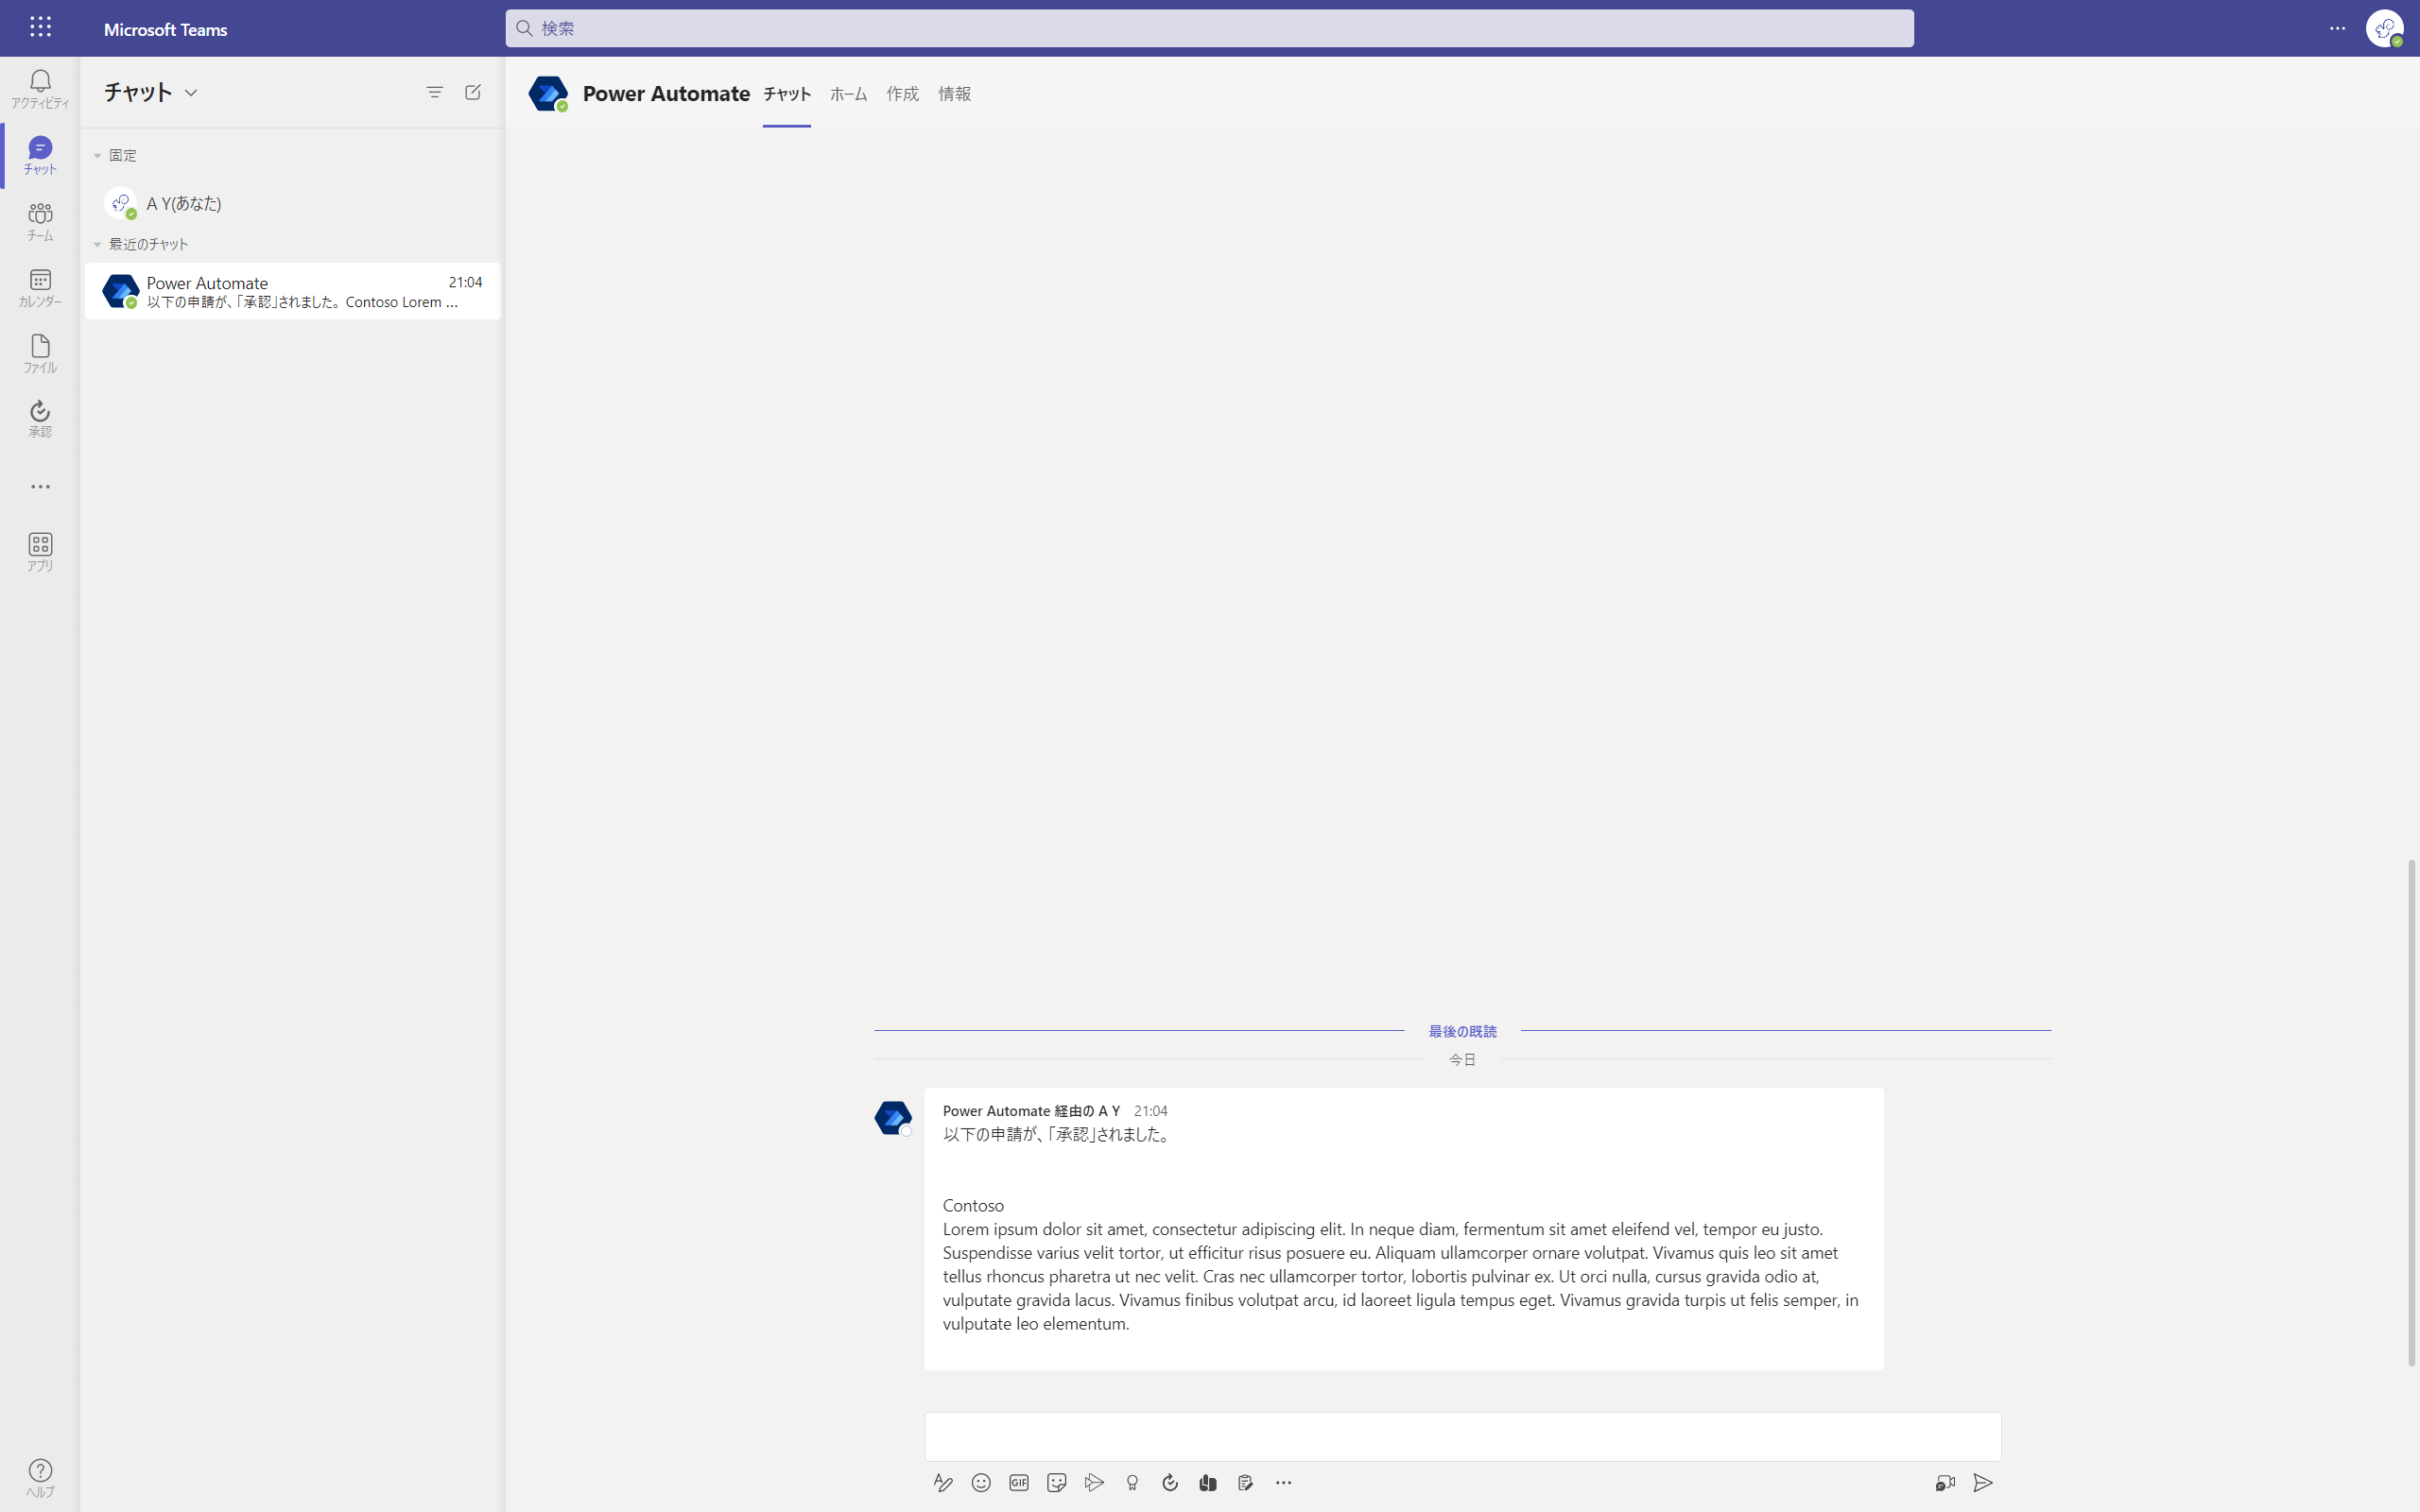 Microsoft Teams
検索
アクティビティ
チャット
チーム
カレンダー
ファイル
承認
アプリ
ヘルプ
チャット
固定
A Y(あなた)
最近のチャット
Power Automate 21:04
以下の申請が、「承認」されました。 Contoso Lorem ...
Power Automate チャット ホーム 作成 情報
最後の既読
今日
Power Automate 経由の A Y 21:04
以下の申請が、「承認」されました。
Contoso
Lorem ipsum dolor sit amet, consectetur adipiscing elit. In neque diam, fermentum sit amet eleifend vel, tempor eu justo.
Suspendisse varius velit tortor, ut efficitur risus posuere eu. Aliquam ullamcorper ornare volutpat. Vivamus quis leo sit amet
tellus rhoncus pharetra ut nec velit. Cras nec ullamcorper tortor, lobortis pulvinar ex. Ut orci nulla, cursus gravida odio at,
vulputate gravida lacus. Vivamus finibus volutpat arcu, id laoreet ligula tempus eget. Vivamus gravida turpis ut felis semper, in
vulputate leo elementum.
GIF